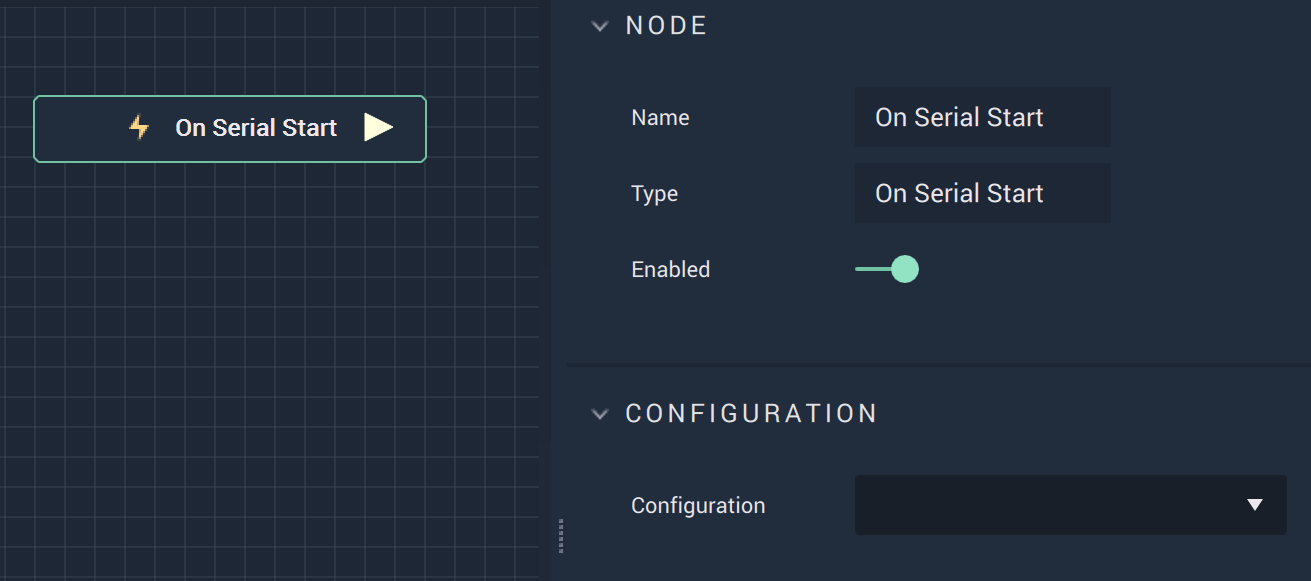 On Serial Start
NODE
Name On Serial Start
Type On Serial Start
Enabled
CONFIGURATION
Configuration